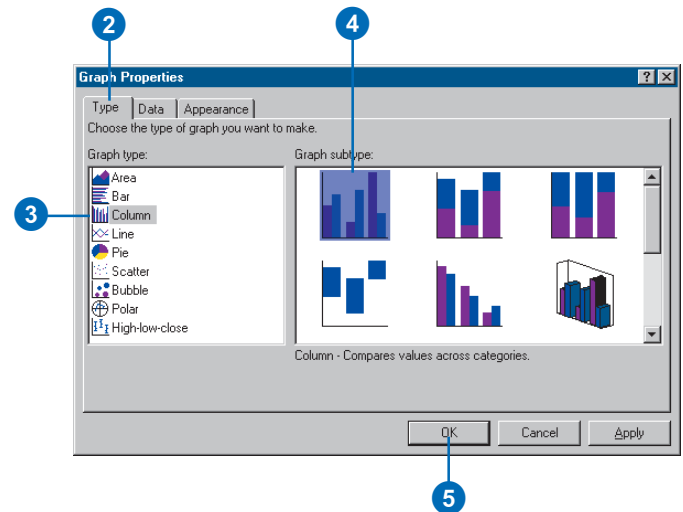 2
4
Graph Properties
Type Data Appearance
Choose the type of graph you want to make.
Graph type:
Graph subtype:
Area
Bar
3
Column
Line
Pie
Scatter
Bubble
Polar
High-low-close
Column - Compares values across categories.
OK Cancel Apply
5